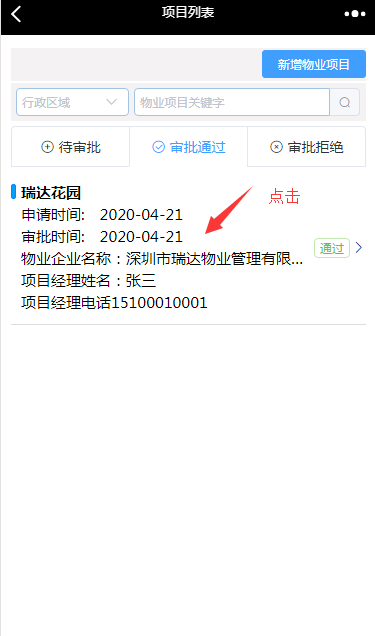 项目列表
新增物业项目
行政区域
物业项目关键字
待审批
审批通过
审批拒绝
瑞达花园
点击
申请时间: 2020-04-21
审批时间: 2020-04-21
通过
物业企业名称：深圳市瑞达物业管理有限...
项目经理姓名：张三
项目经理电话15100010001